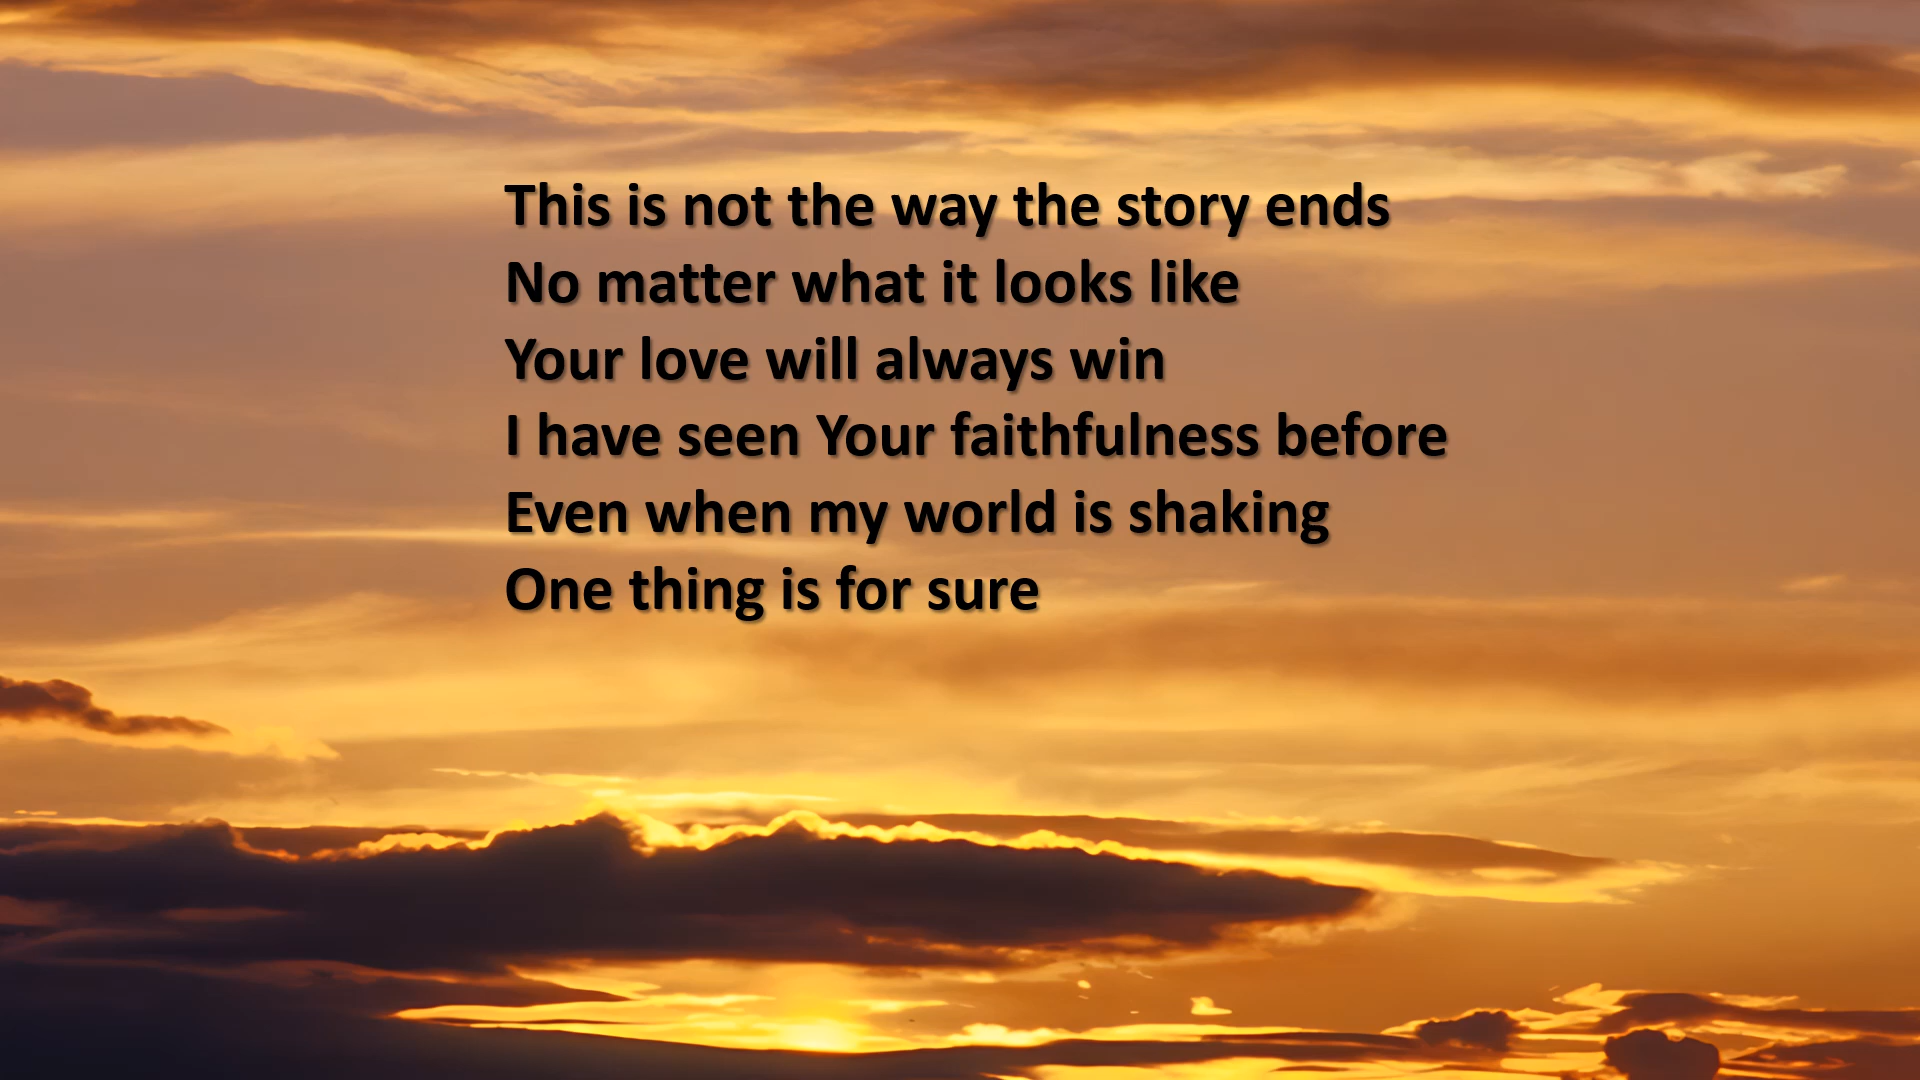 This is not the way the story ends
No matter what it looks like
Your love will always win
I have seen Your faithfulness before
Even when my world is shaking
One thing is for sure